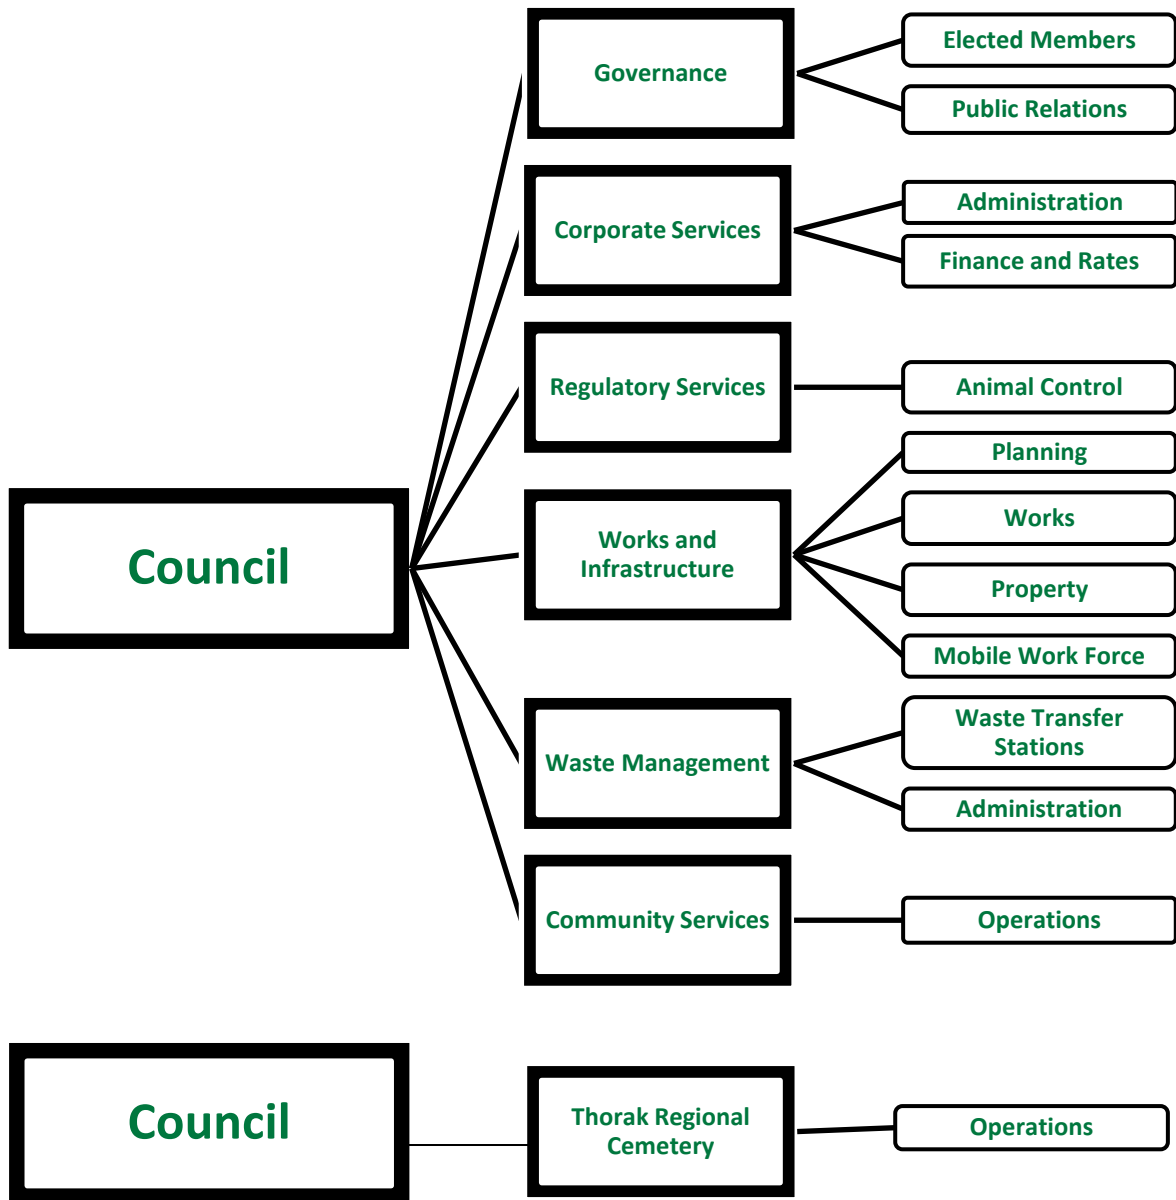 Governance
Elected Members
Public Relations
Corporate Services
Administration
Finance and Rates
Regulatory Services
Animal Control
Council
Works and
Infrastructure
Planning
Works
Property
Mobile Work Force
Waste Management
Waste Transfer
Stations
Administration
Community Services
Operations
Council
Thorak Regional
Cemetery
Operations